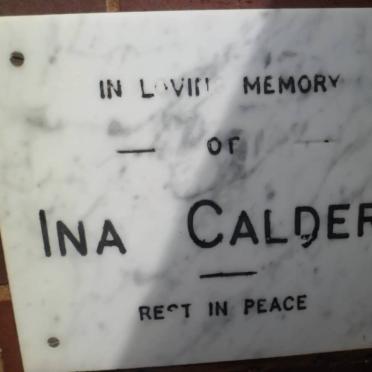 IN LOVING MEMORY
OF
INA CALDER
REST IN PEACE